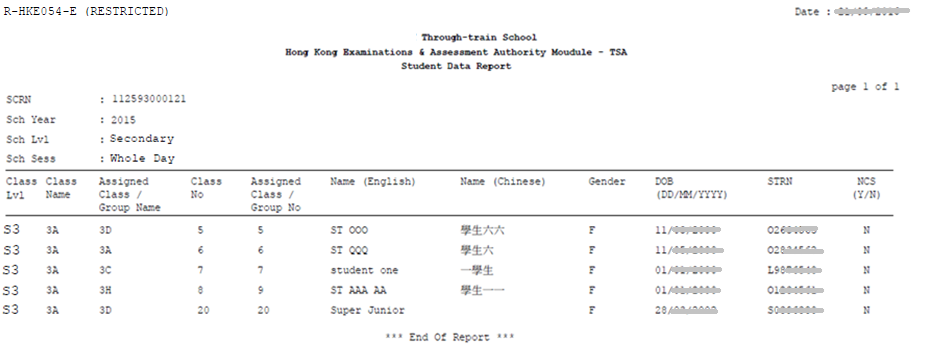 R-HKE054-E (RESTRICTED) Date :
Through-train School
Hong Kong Examinations & Assessment Authority Moudule - TSA
Student Data Report
page 1 of 1
SCRN : 112593000121
Sch Year : 2015
Sch Lvl : Secondary
Sch Sess : Whole Day
Class Class Assigned Class Assigned Name (English) Name (Chinese) Gender DOB STRN NCS
Lvl Name Class / No Class / (DD/MM/YYYY) (Y/N)
Group Name Group No
S3 3A 3D 5 5 ST OOO 學生六六 F 11/ N
S3 3A 3A 6 6 ST QQQ 學生六 F 11/ N
S3 3A 3C 7 7 student one 一學生 F 01/ N
S3 3A 3H 8 9 ST AAA AA 學生一一 F 01/ N
S3 3A 3D 20 20 Super Junior F 28/ N
*** End Of Report ***